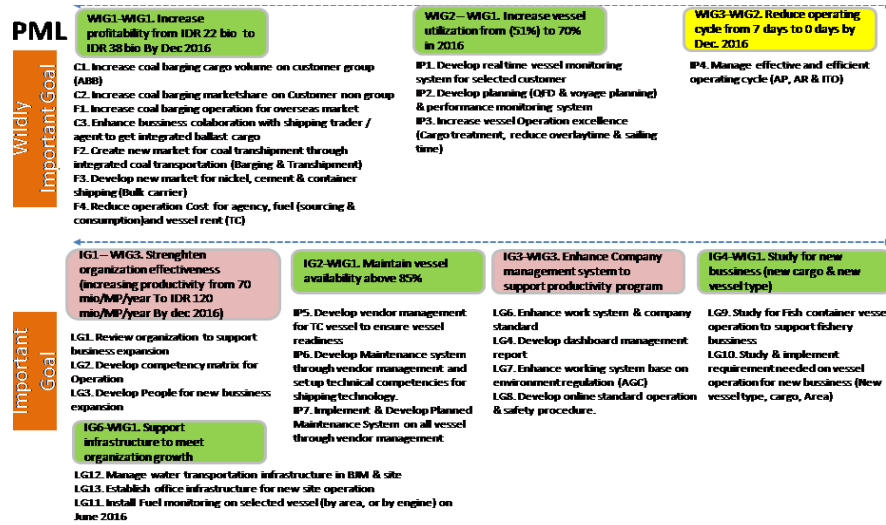 PML
Wildly
Important Goal
WIG1-WIG1. Increase
profitability from IDR 22 bio to
IDR 38 bio By Dec 2016
C1. Increase coal barging cargo volume on customer group
(ABB)
C2. Increase coal barging marketshare on Customer non group
F1. Increase coal barging operation for overseas market
C3. Enhance bussiness colaboration with shipping trader /
agent to get integrated ballast cargo
F2. Create new market for coal transhipment through
integrated coal transportation (Barging & Transhipment)
F3. Develop new market for nickel, cement & container
shipping (Bulk carrier)
F4. Reduce operation Cost for agency, fuel (sourcing &
consumption)and vessel rent (TC)
WIG2 – WIG1. Increase vessel
utilization from (51%) to 70%
in 2016
IP1. Develop real time vessel monitoring
system for selected customer
IP2. Develop planning (QFD & voyage planning)
& performance monitoring system
IP3. Increase vessel Operation excellence
(Cargo treatment, reduce overlaytime & sailing
time)
WIG3-WIG2. Reduce operating
cycle from 7 days to 0 days by
Dec. 2016
IP4. Manage effective and efficient
operating cycle (AP, AR & ITO)
Important
Goal
IG1 – WIG3. Strenghten
organization effectiveness
(increasing productivity from 70
mio/MP/year To IDR 120
mio/MP/year By dec 2016)
LG1. Review organization to support
business expansion
LG2. Develop competency matrix for
Operation
LG3. Develop People for new bussiness
expansion
IG2-WIG1. Maintain vessel
availability above 85%
IP5. Develop vendor management
for TC vessel to ensure vessel
readiness
IP6. Develop Maintenance system
through vendor management and
set up technical competencies for
shipping technology.
IP7. Implement & Develop Planned
Maintenance System on all vessel
through vendor management
IG3-WIG3. Enhance Company
management system to
support productivity program
LG6. Enhance work system & company
standard
LG4. Develop dashboard management
report
LG7. Enhance working system base on
environment regulation (AGC)
LG8. Develop online standard operation
& safety procedure.
IG4-WIG1. Study for new
bussiness (new cargo & new
vessel type)
LG9. Study for Fish container vesse
operation to support fishery
bussiness
LG10. Study & implement
requirement needed on vessel
operation for new bussiness (New
vessel type, cargo, Area)
IG6-WIG1. Support
infrastructure to meet
organization growth
LG12. Manage water transportation infrastructure in BJM & site
LG13. Establish office infrastructure for new site operation
LG11. Install Fuel monitoring on selected vessel (by area, or by engine) on
June 2016